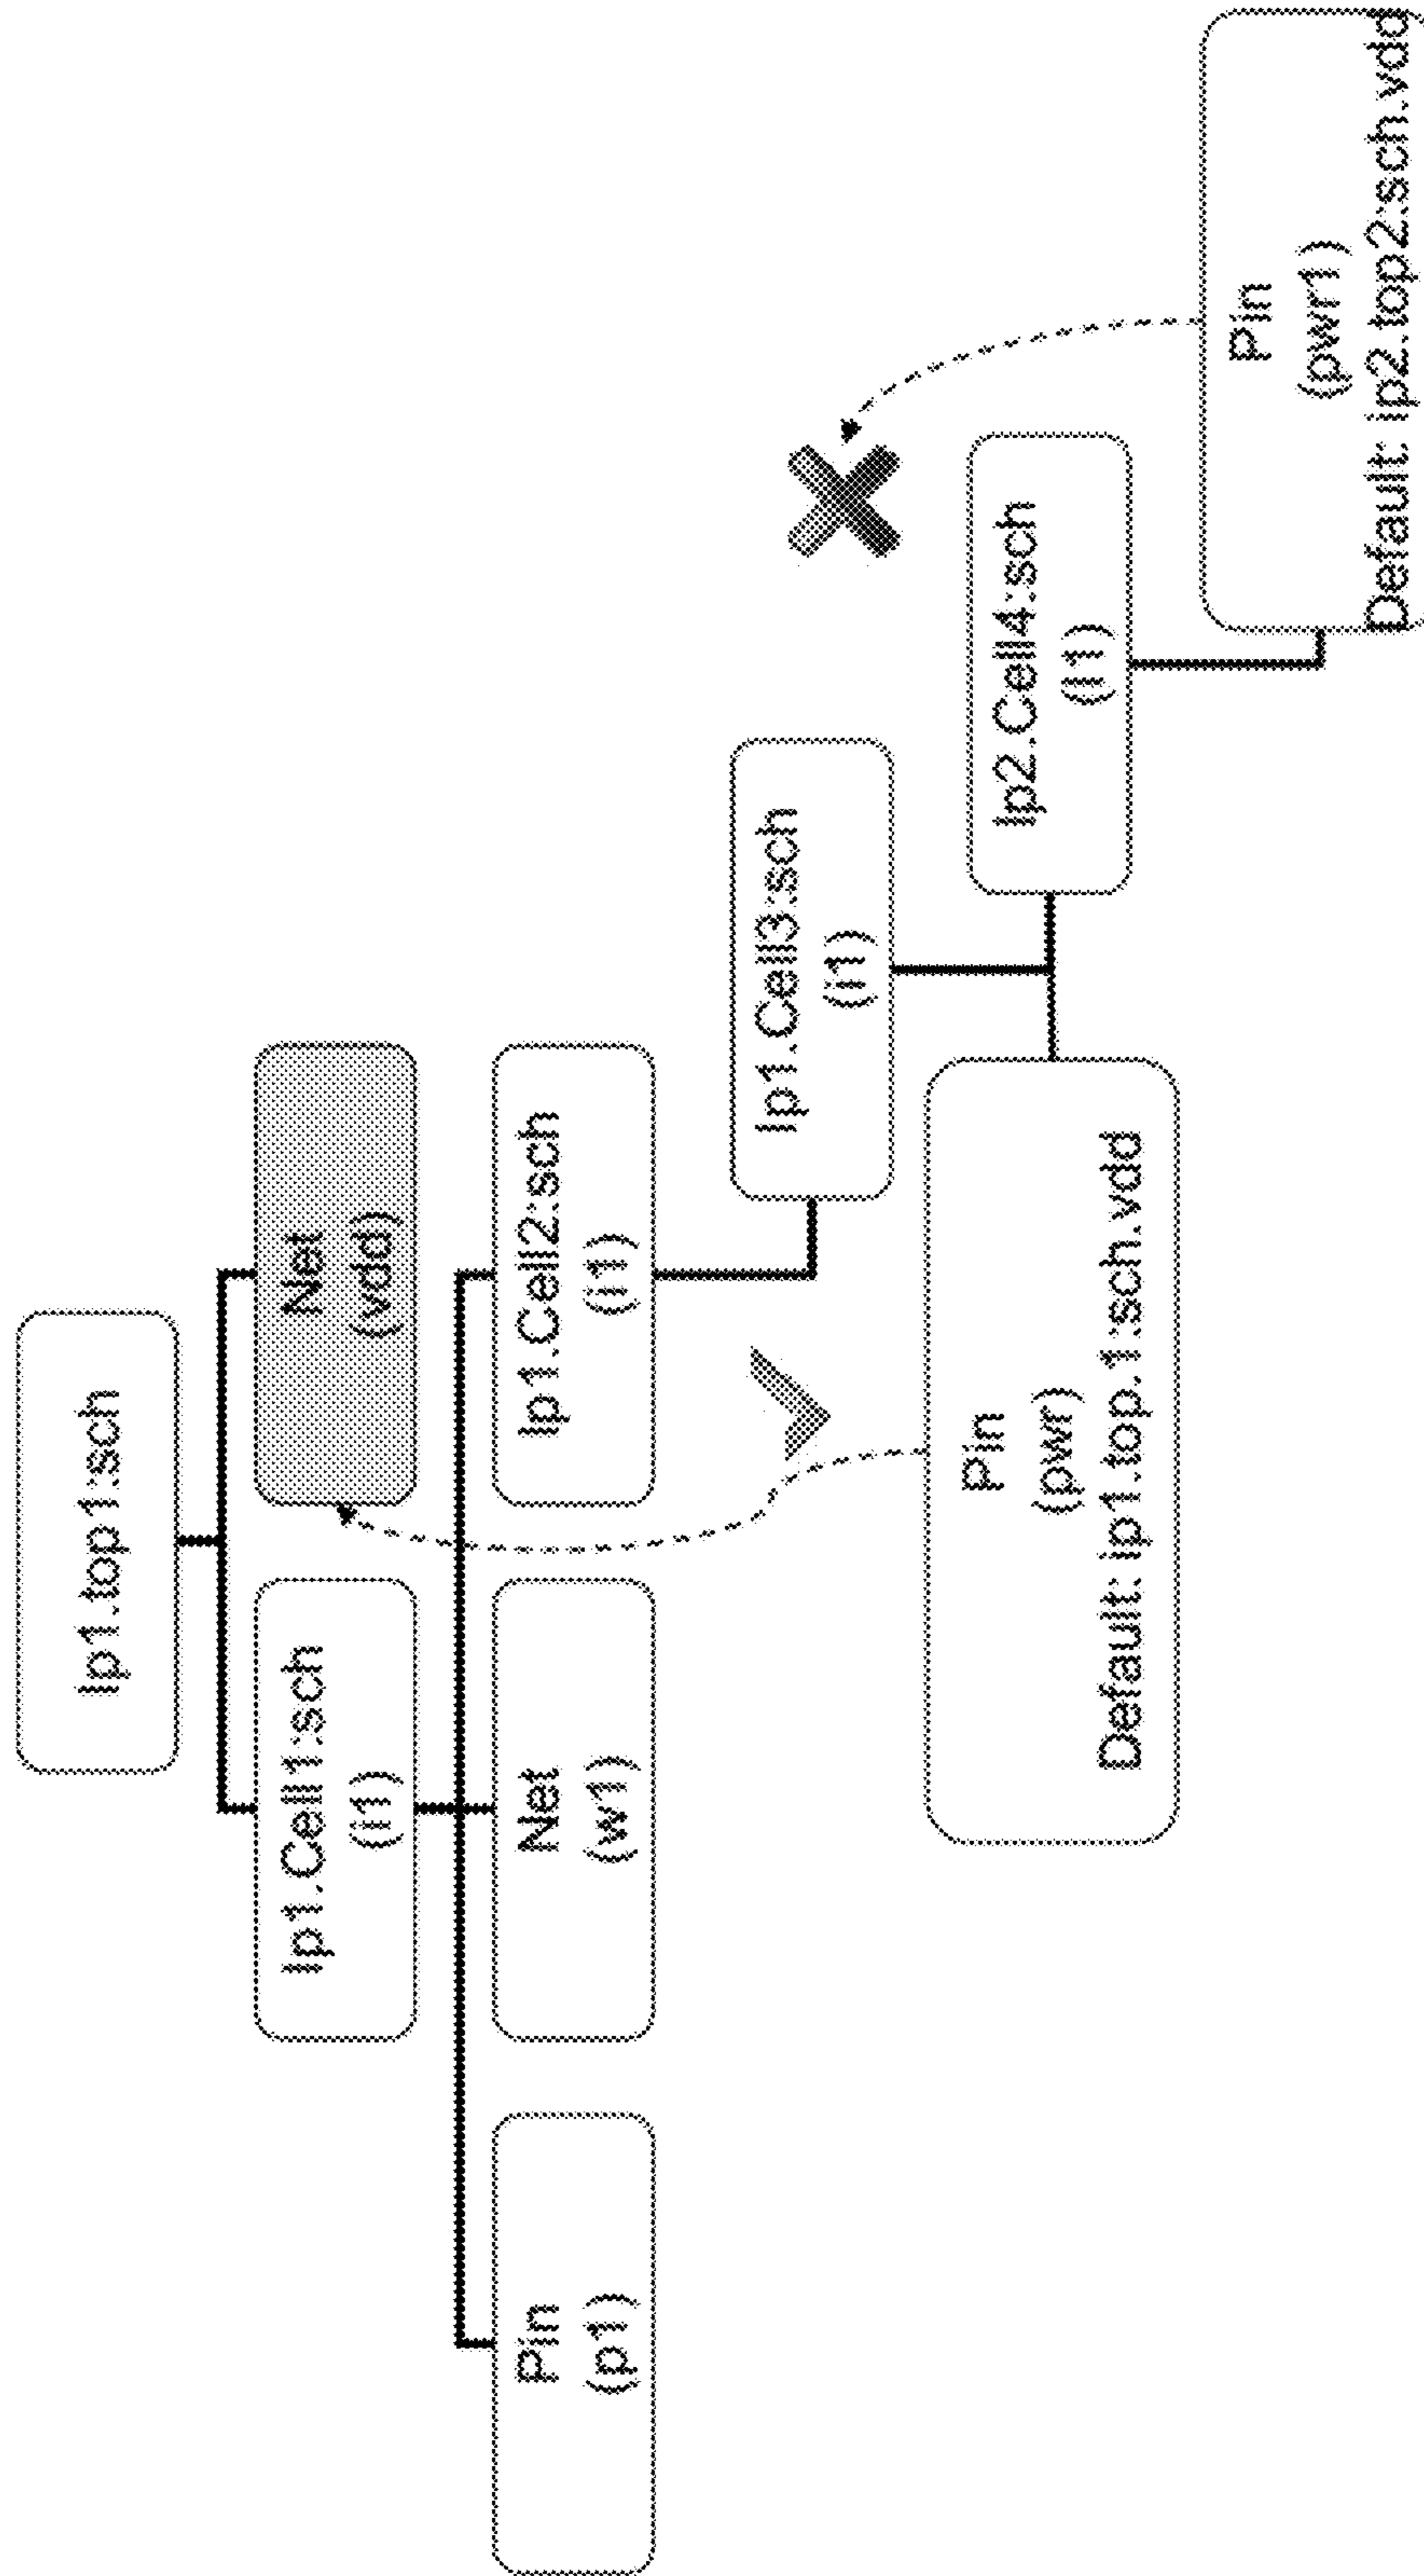 Ip1.top1:sch
Ip1.Cell1:sch
(i1)
Net
(vdd)
Pin
(p1)
Net
(w1)
Ip1.Cell2:sch
(i1)
Ip1.Cell3:sch
(i1)
Pin
(pwr)
Default: ip1.top.1:sch.vdd
Ip2.Cell4:sch
(i1)
Pin
(pwr1)
Default: ip2.top2:sch.vdd